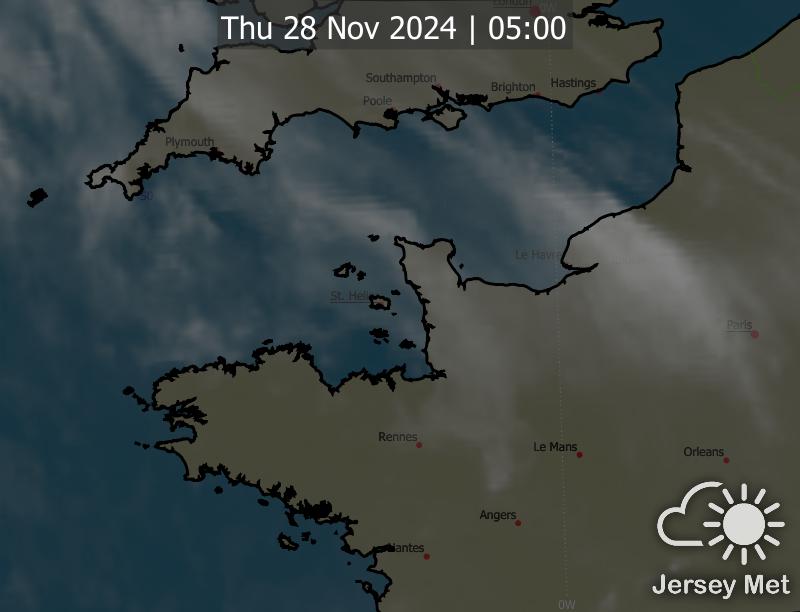 London
0W
Thu 28 Nov 2024 | 05:00
Southampton
Brighton
Hastings
Poole
Plymouth
Le Havre
St. Heli
Paris
Rennes
Le Mans
Orleans
Angers
Nantes
Jersey Met
0W